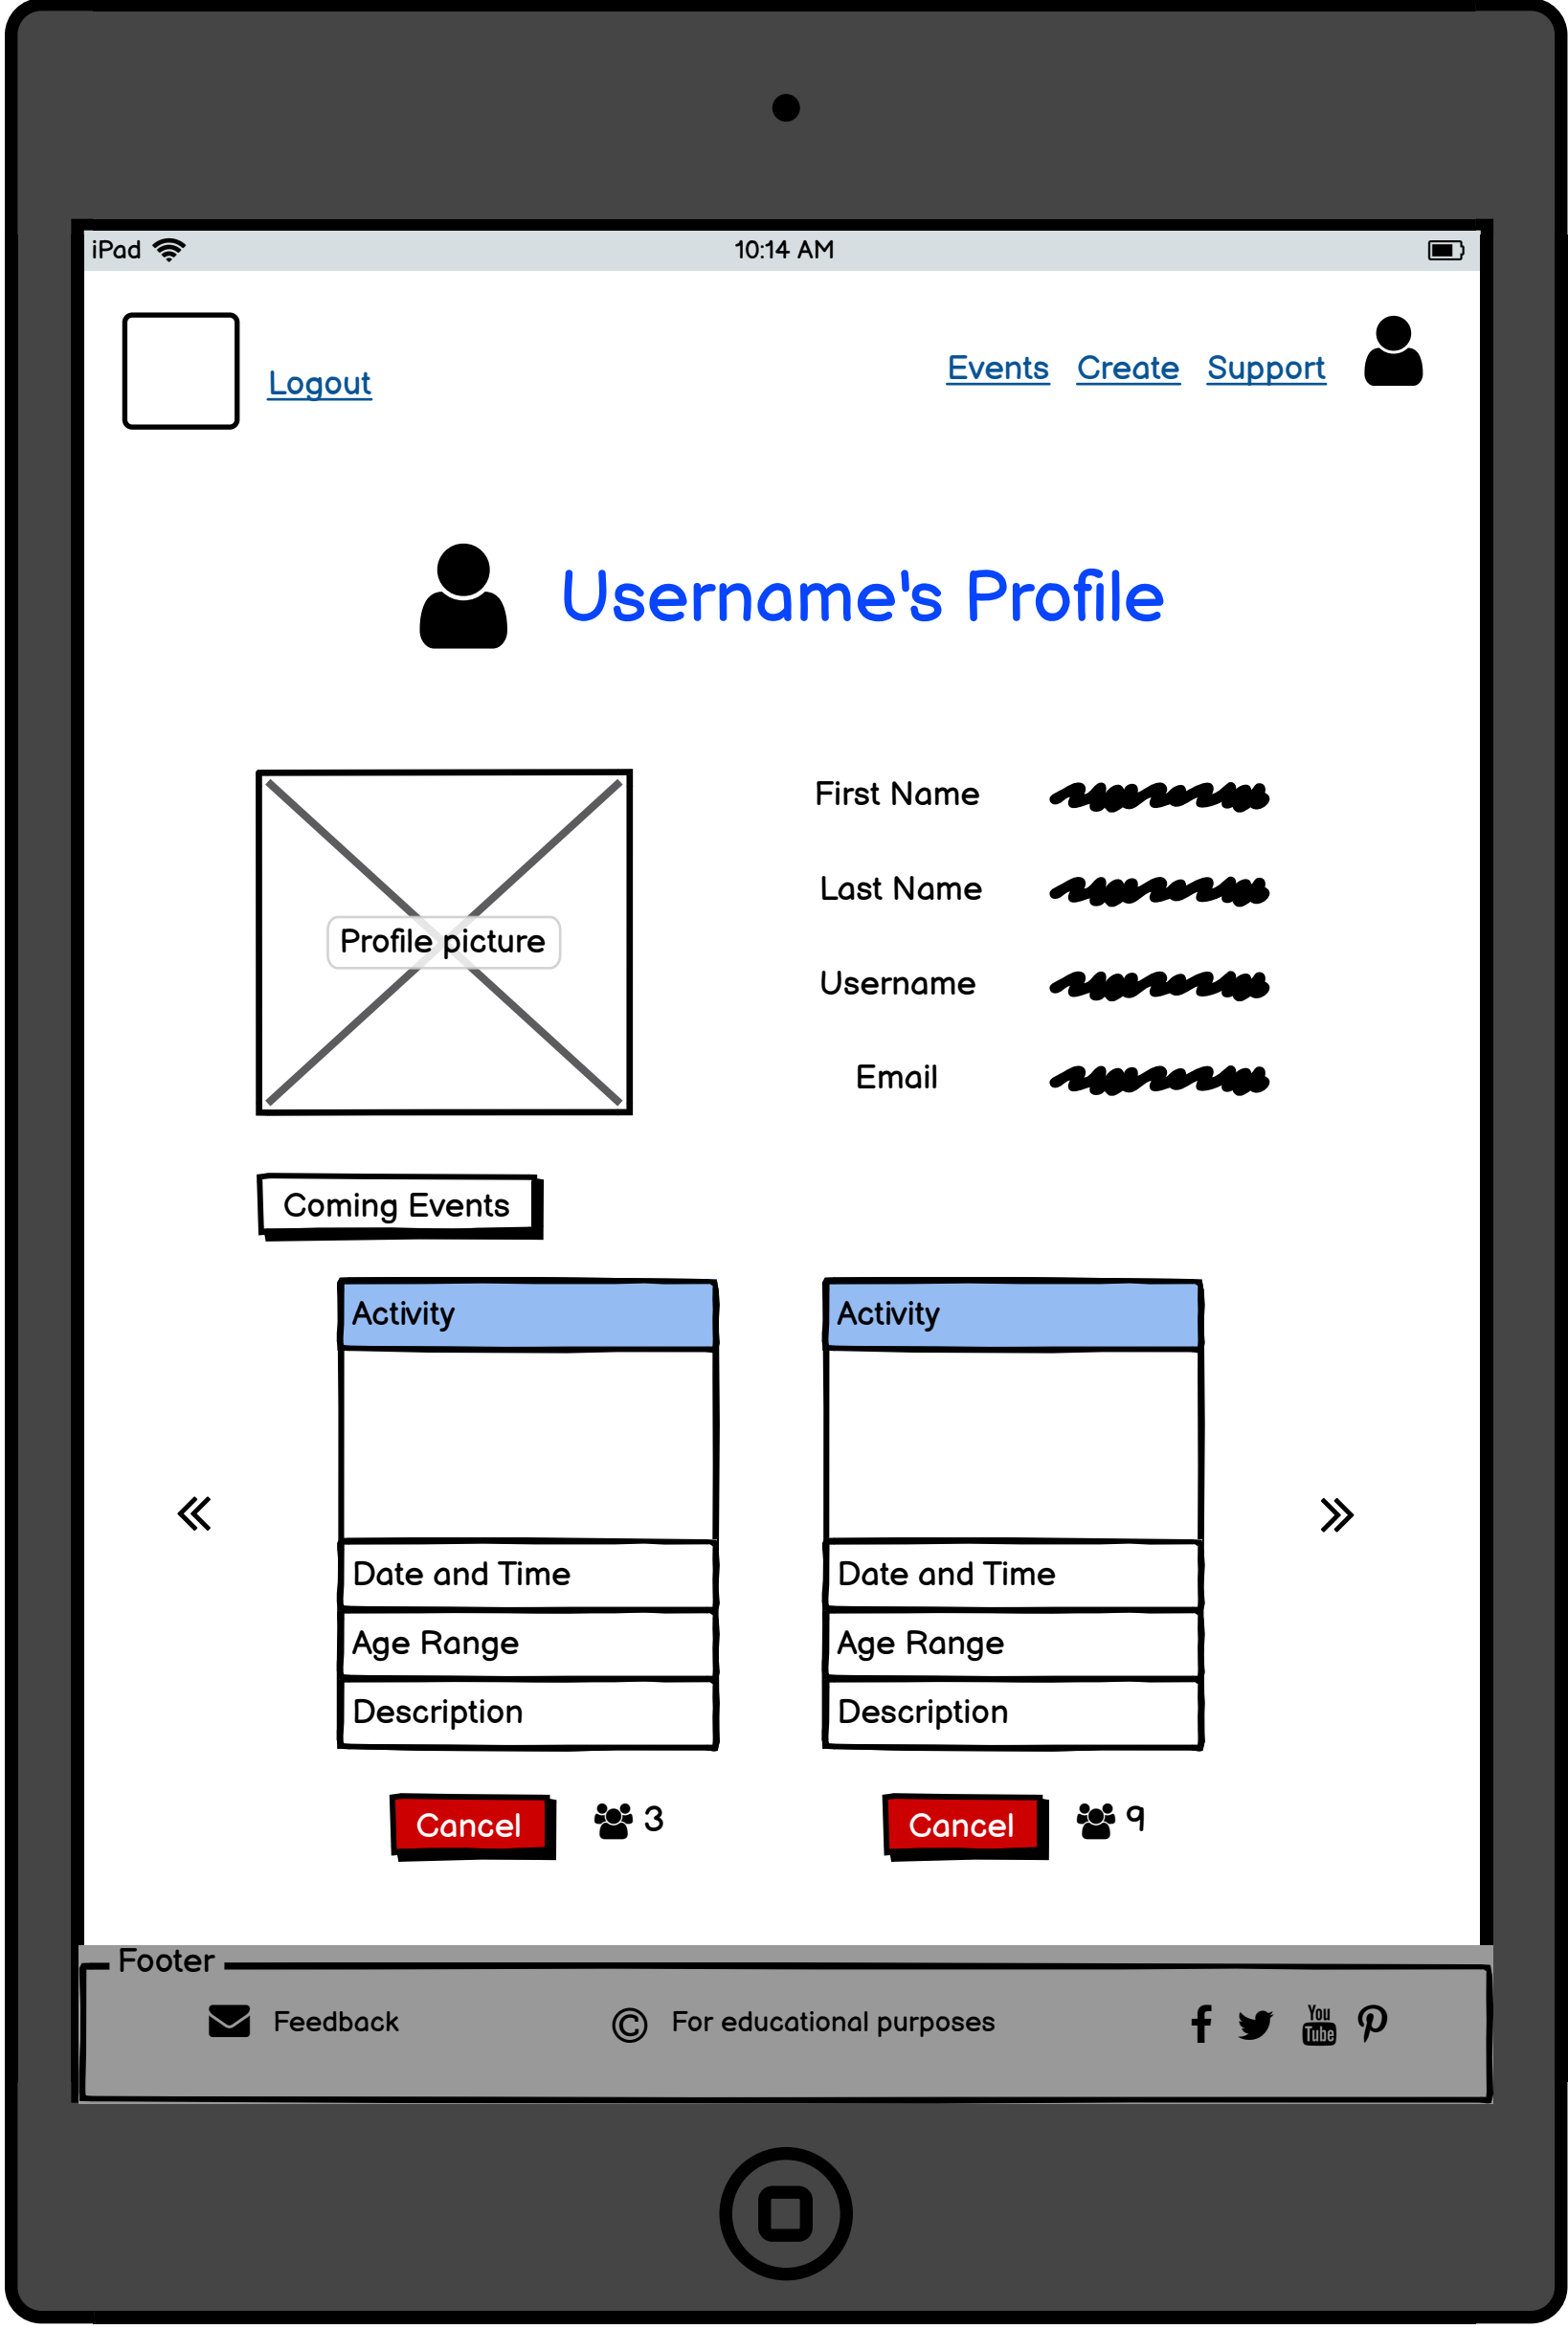 iPad 10:14 AM
Logout Events Create Support
Username's Profile
First Name
Last Name
Profile picture
Username
Email
Coming Events
Activity Activity
Date and Time Date and Time
Age Range Age Range
Description Description
Cancel 3 Cancel 9
Footer
Feedback © For educational purposes f You Tube